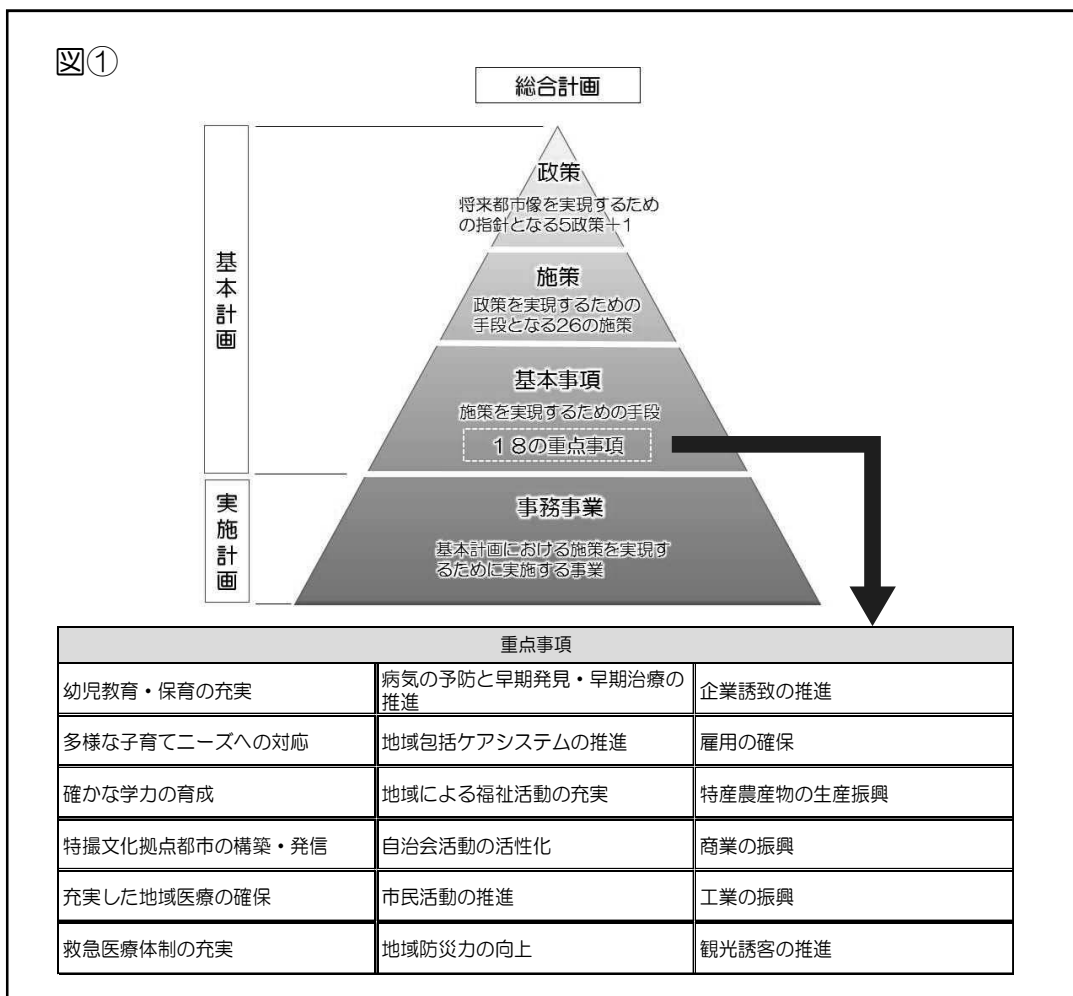 図①
総合計画
基本計画
政策
将来都市像を実現するため
の指針となる5政策＋1
施策
政策を実現するための
手段となる26の施策
基本事項
施策を実現するための手段
１８の重点事項
実施計画
事務事業
基本計画における施策を実現す
るために実施する事業
重点事項
幼児教育・保育の充実
病気の予防と早期発見・早期治療の
推進
企業誘致の推進
多様な子育てニーズへの対応
地域包括ケアシステムの推進
雇用の確保
確かな学力の育成
地域による福祉活動の充実
特産農産物の生産振興
特撮文化拠点都市の構築・発信
自治会活動の活性化
商業の振興
充実した地域医療の確保
市民活動の推進
工業の振興
救急医療体制の充実
地域防災力の向上
観光誘客の推進